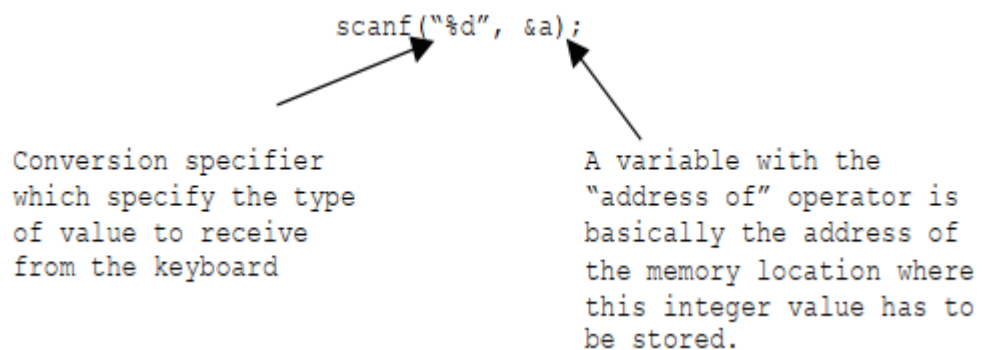 scanf(“%d”, &a);
Conversion specifier
which specify the type
of value to receive
from the keyboard
A variable with the
“address of” operator is
basically the address of
the memory location where
this integer value has to
be stored.